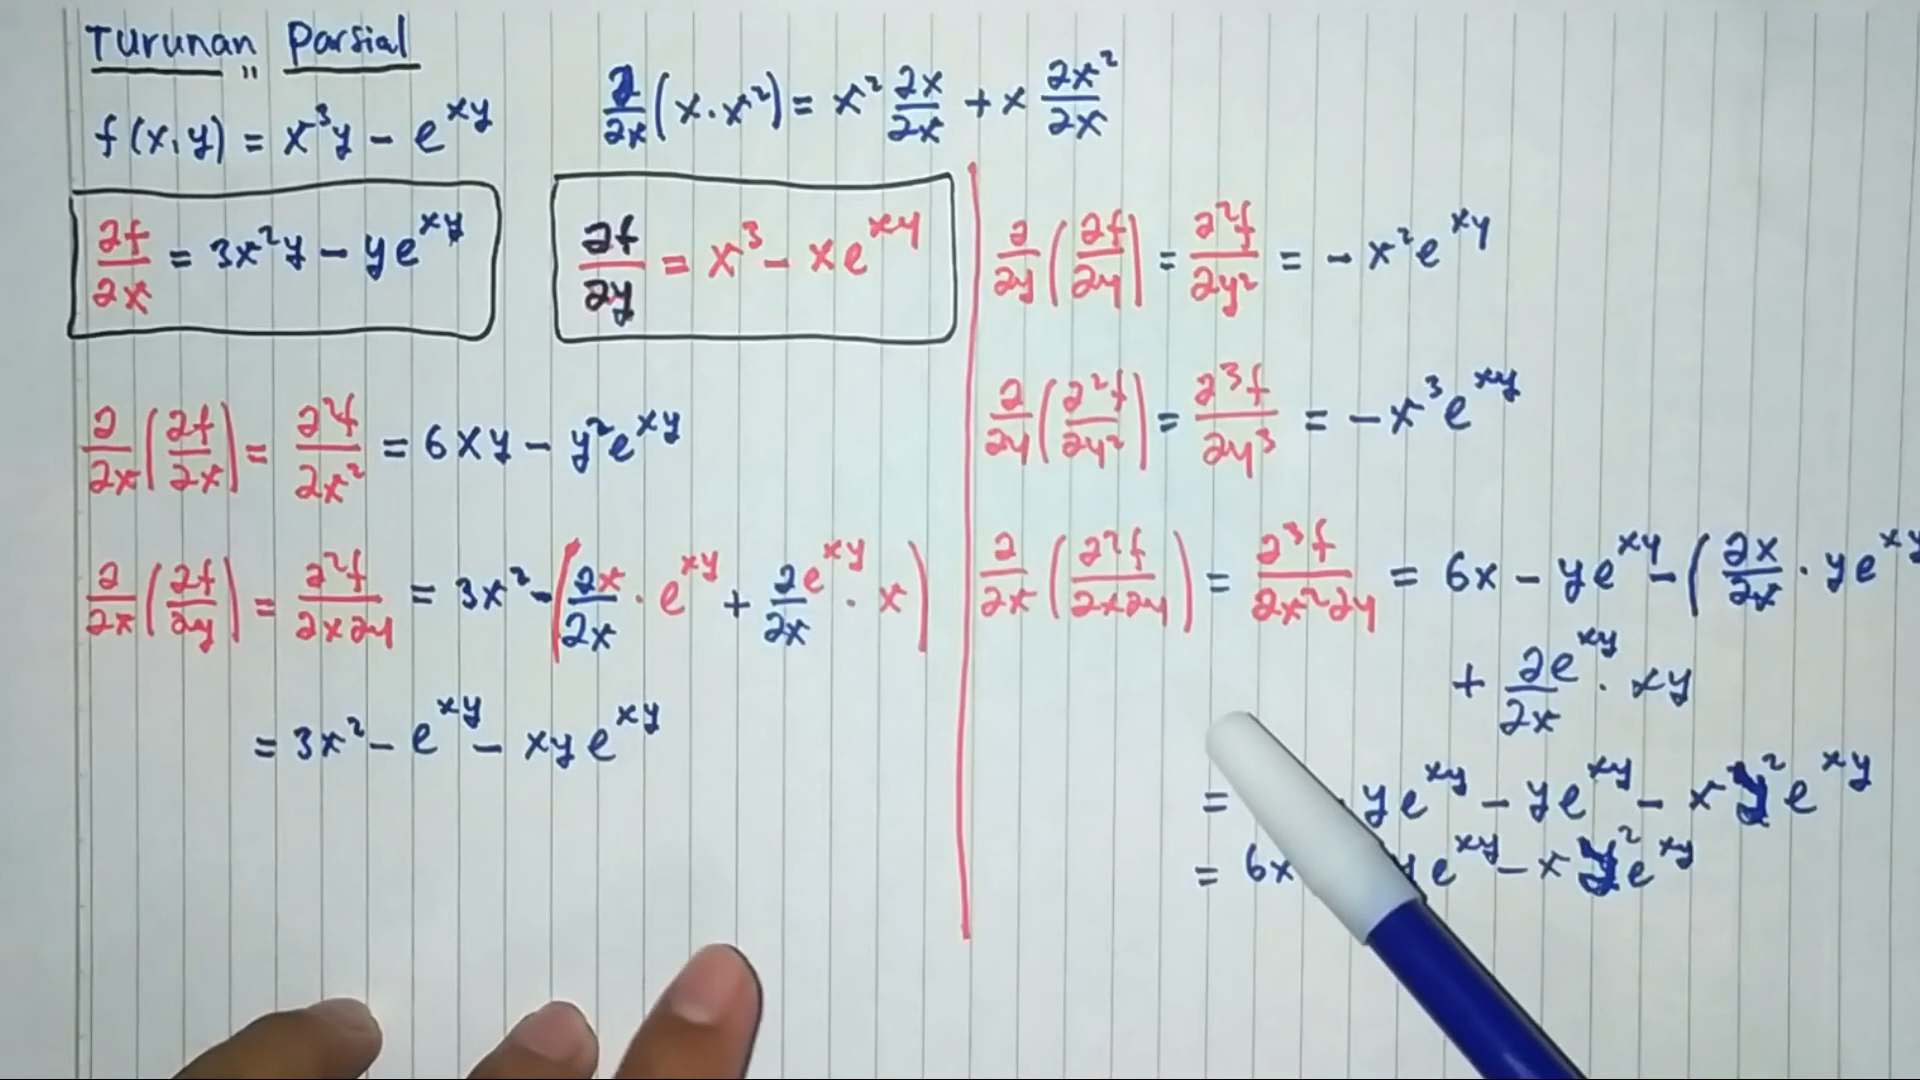 Turunan Parsial
f(x,y) = x³y - e^xy
∂/∂x (x.x²) = x² ∂x/∂x + x ∂x²/∂x
∂f/∂x = 3x²y - ye^xy
∂f/∂y = x³ - xe^xy
∂/∂x (∂f/∂x) = ∂²f/∂x² = 6xy - y²e^xy
∂/∂x (∂f/∂y) = ∂²f/∂x∂y = 3x² - (∂x/∂x · e^xy + ∂e^xy/∂x · x)
= 3x² - e^xy - xye^xy
∂/∂y (∂f/∂y) = ∂²f/∂y² = - x²e^xy
∂/∂y (∂²f/∂y²) = ∂³f/∂y³ = - x³e^xy
∂/∂x (∂²f/∂x∂y) = ∂³f/∂x²∂y = 6x - ye^xy - (∂x/∂x · ye^xy
+ ∂e^xy/∂x · xy
= ye^xy - ye^xy - xy²e^xy
= 6x e^xy - xy²e^xy